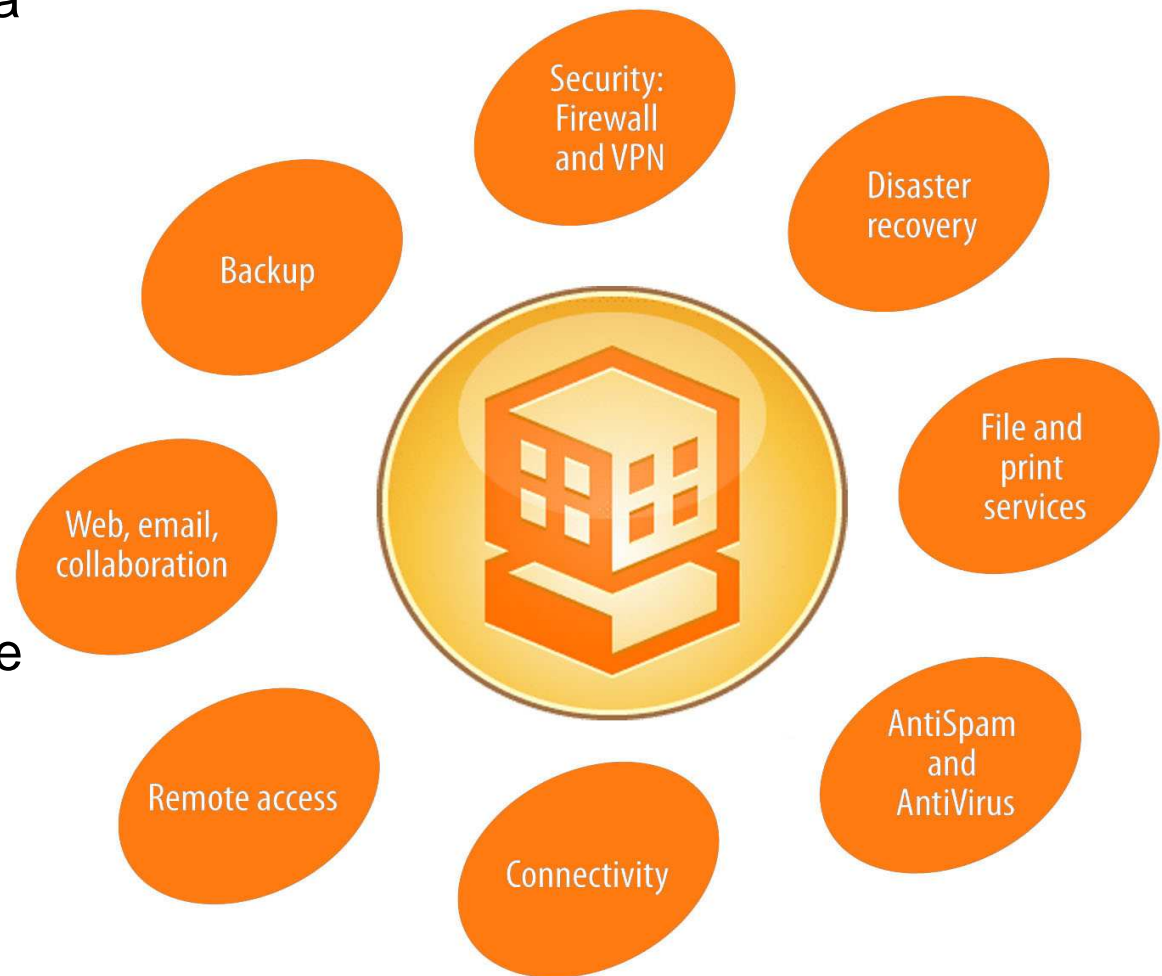 a
Security:
Firewall
and VPN
Disaster
recovery
Backup
File and
print
services
Web, email,
collaboration
e
AntiSpam
and
AntiVirus
Remote access
Connectivity